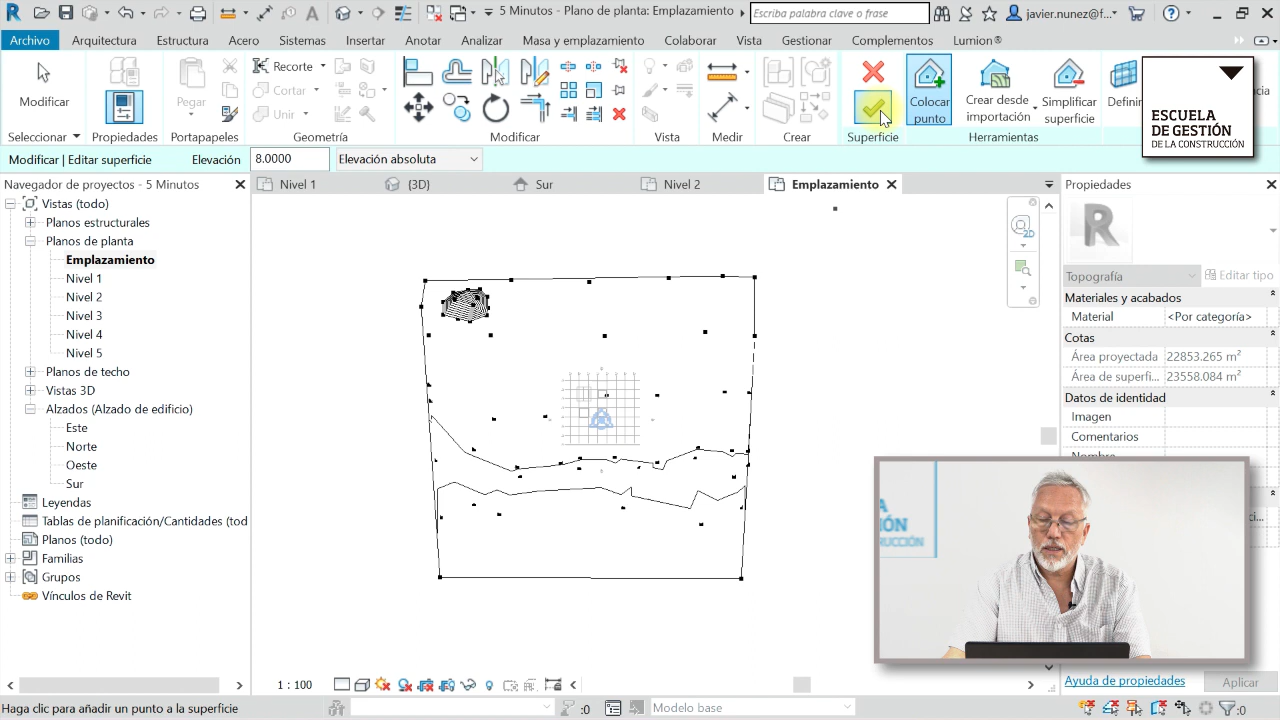 5 Minutos - Plano de planta: Emplazamiento
Escriba palabra clave o frase
javier.nunez@f...
Archivo
Arquitectura
Estructura
Acero
Sistemas
Insertar
Anotar
Analizar
Masa y emplazamiento
Colaborar
Vista
Gestionar
Complementos
Lumion®
Modificar
Pegar
Recorte
Cortar
Unir
Colocar punto
Crear desde importación
Simplificar superficie
Seleccionar
Propiedades
Portapapeles
Geometría
Modificar
Vista
Medir
Crear
Superficie
Herramientas
ESCUELA
DE GESTIÓN
DE LA CONSTRUCCIÓN
Modificar | Editar superficie
Elevación
8.0000
Elevación absoluta
Navegador de proyectos - 5 Minutos
Vistas (todo)
Planos estructurales
Planos de planta
Emplazamiento
Nivel 1
Nivel 2
Nivel 3
Nivel 4
Nivel 5
Planos de techo
Vistas 3D
Alzados (Alzado de edificio)
Este
Norte
Oeste
Sur
Leyendas
Tablas de planificación/Cantidades (tod
Planos (todo)
Familias
Grupos
Vínculos de Revit
Nivel 1
{3D}
Sur
Nivel 2
Emplazamiento
2D
Propiedades
R
Topografía
Editar tipo
Materiales y acabados
Material
<Por categoría>
Cotas
Área proyectada
22853.265 m²
Área de superfi...
23558.084 m²
Datos de identidad
Imagen
Comentarios
1 : 100
Ayuda de propiedades
Aplicar
Haga clic para añadir un punto a la superficie
:0
Modelo base
:0